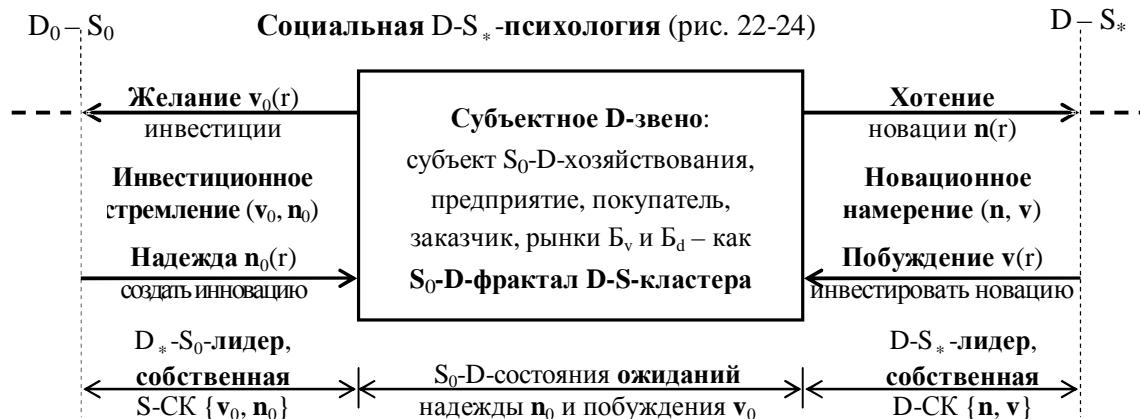 D₀ – S₀ Социальная D-S*-психология (рис. 22-24) D – S*
Желание v₀(r)
инвестиции
Инвестиционное
стремление (v₀, n₀)
Надежда n₀(r)
создать инновацию
Субъектное D-звено:
субъект S₀-D-хозяйствования,
предприятие, покупатель,
заказчик, рынки Бᵥ и Б_d – как
S₀-D-фрактал D-S-кластера
Хотение
новации n(r)
Новационное
намерение (n, v)
Побуждение v(r)
инвестировать новацию
D*-S₀-лидер,
собственная
S-СК {v₀, n₀}
S₀-D-состояния ожиданий
надежды n₀ и побуждения v₀
D-S*-лидер,
собственная
D-СК {n, v}